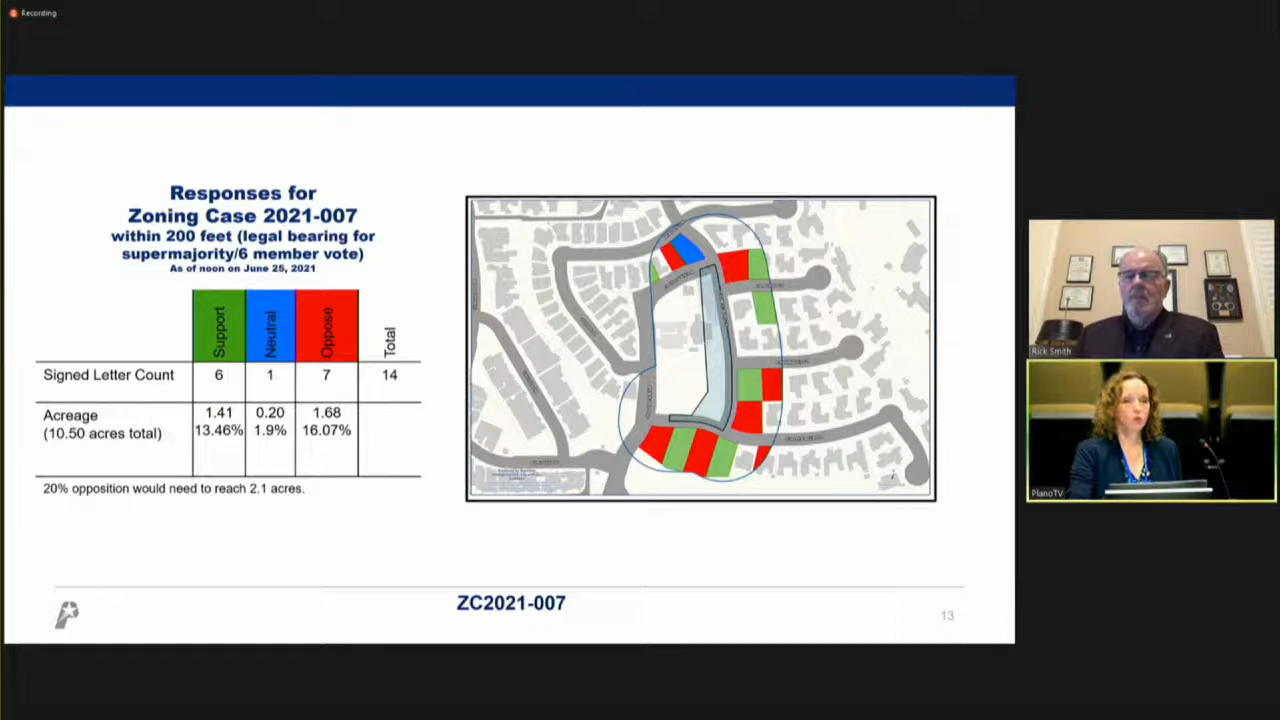 Recording
Responses for
Zoning Case 2021-007
within 200 feet (legal bearing for
supermajority/6 member vote)
As of noon on June 25, 2021
Support Neutral Oppose Total
Signed Letter Count 6 1 7 14
Acreage 1.41 0.20 1.68
(10.50 acres total) 13.46% 1.9% 16.07%
20% opposition would need to reach 2.1 acres.
ZC2021-007
13
Rick Smith
PlanoTV